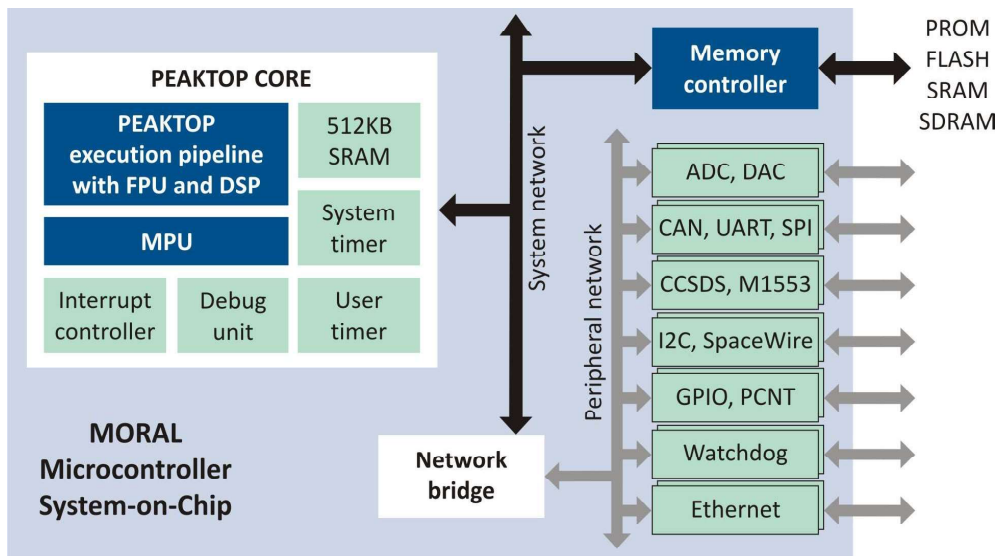 PEAKTOP CORE
PEAKTOP
execution pipeline
with FPU and DSP
512KB
SRAM
MPU
System
timer
Interrupt
controller
Debug
unit
User
timer
MORAL
Microcontroller
System-on-Chip
System network
Network
bridge
Memory
controller
PROM
FLASH
SRAM
SDRAM
Peripheral network
ADC, DAC
CAN, UART, SPI
CCSDS, M1553
I2C, SpaceWire
GPIO, PCNT
Watchdog
Ethernet